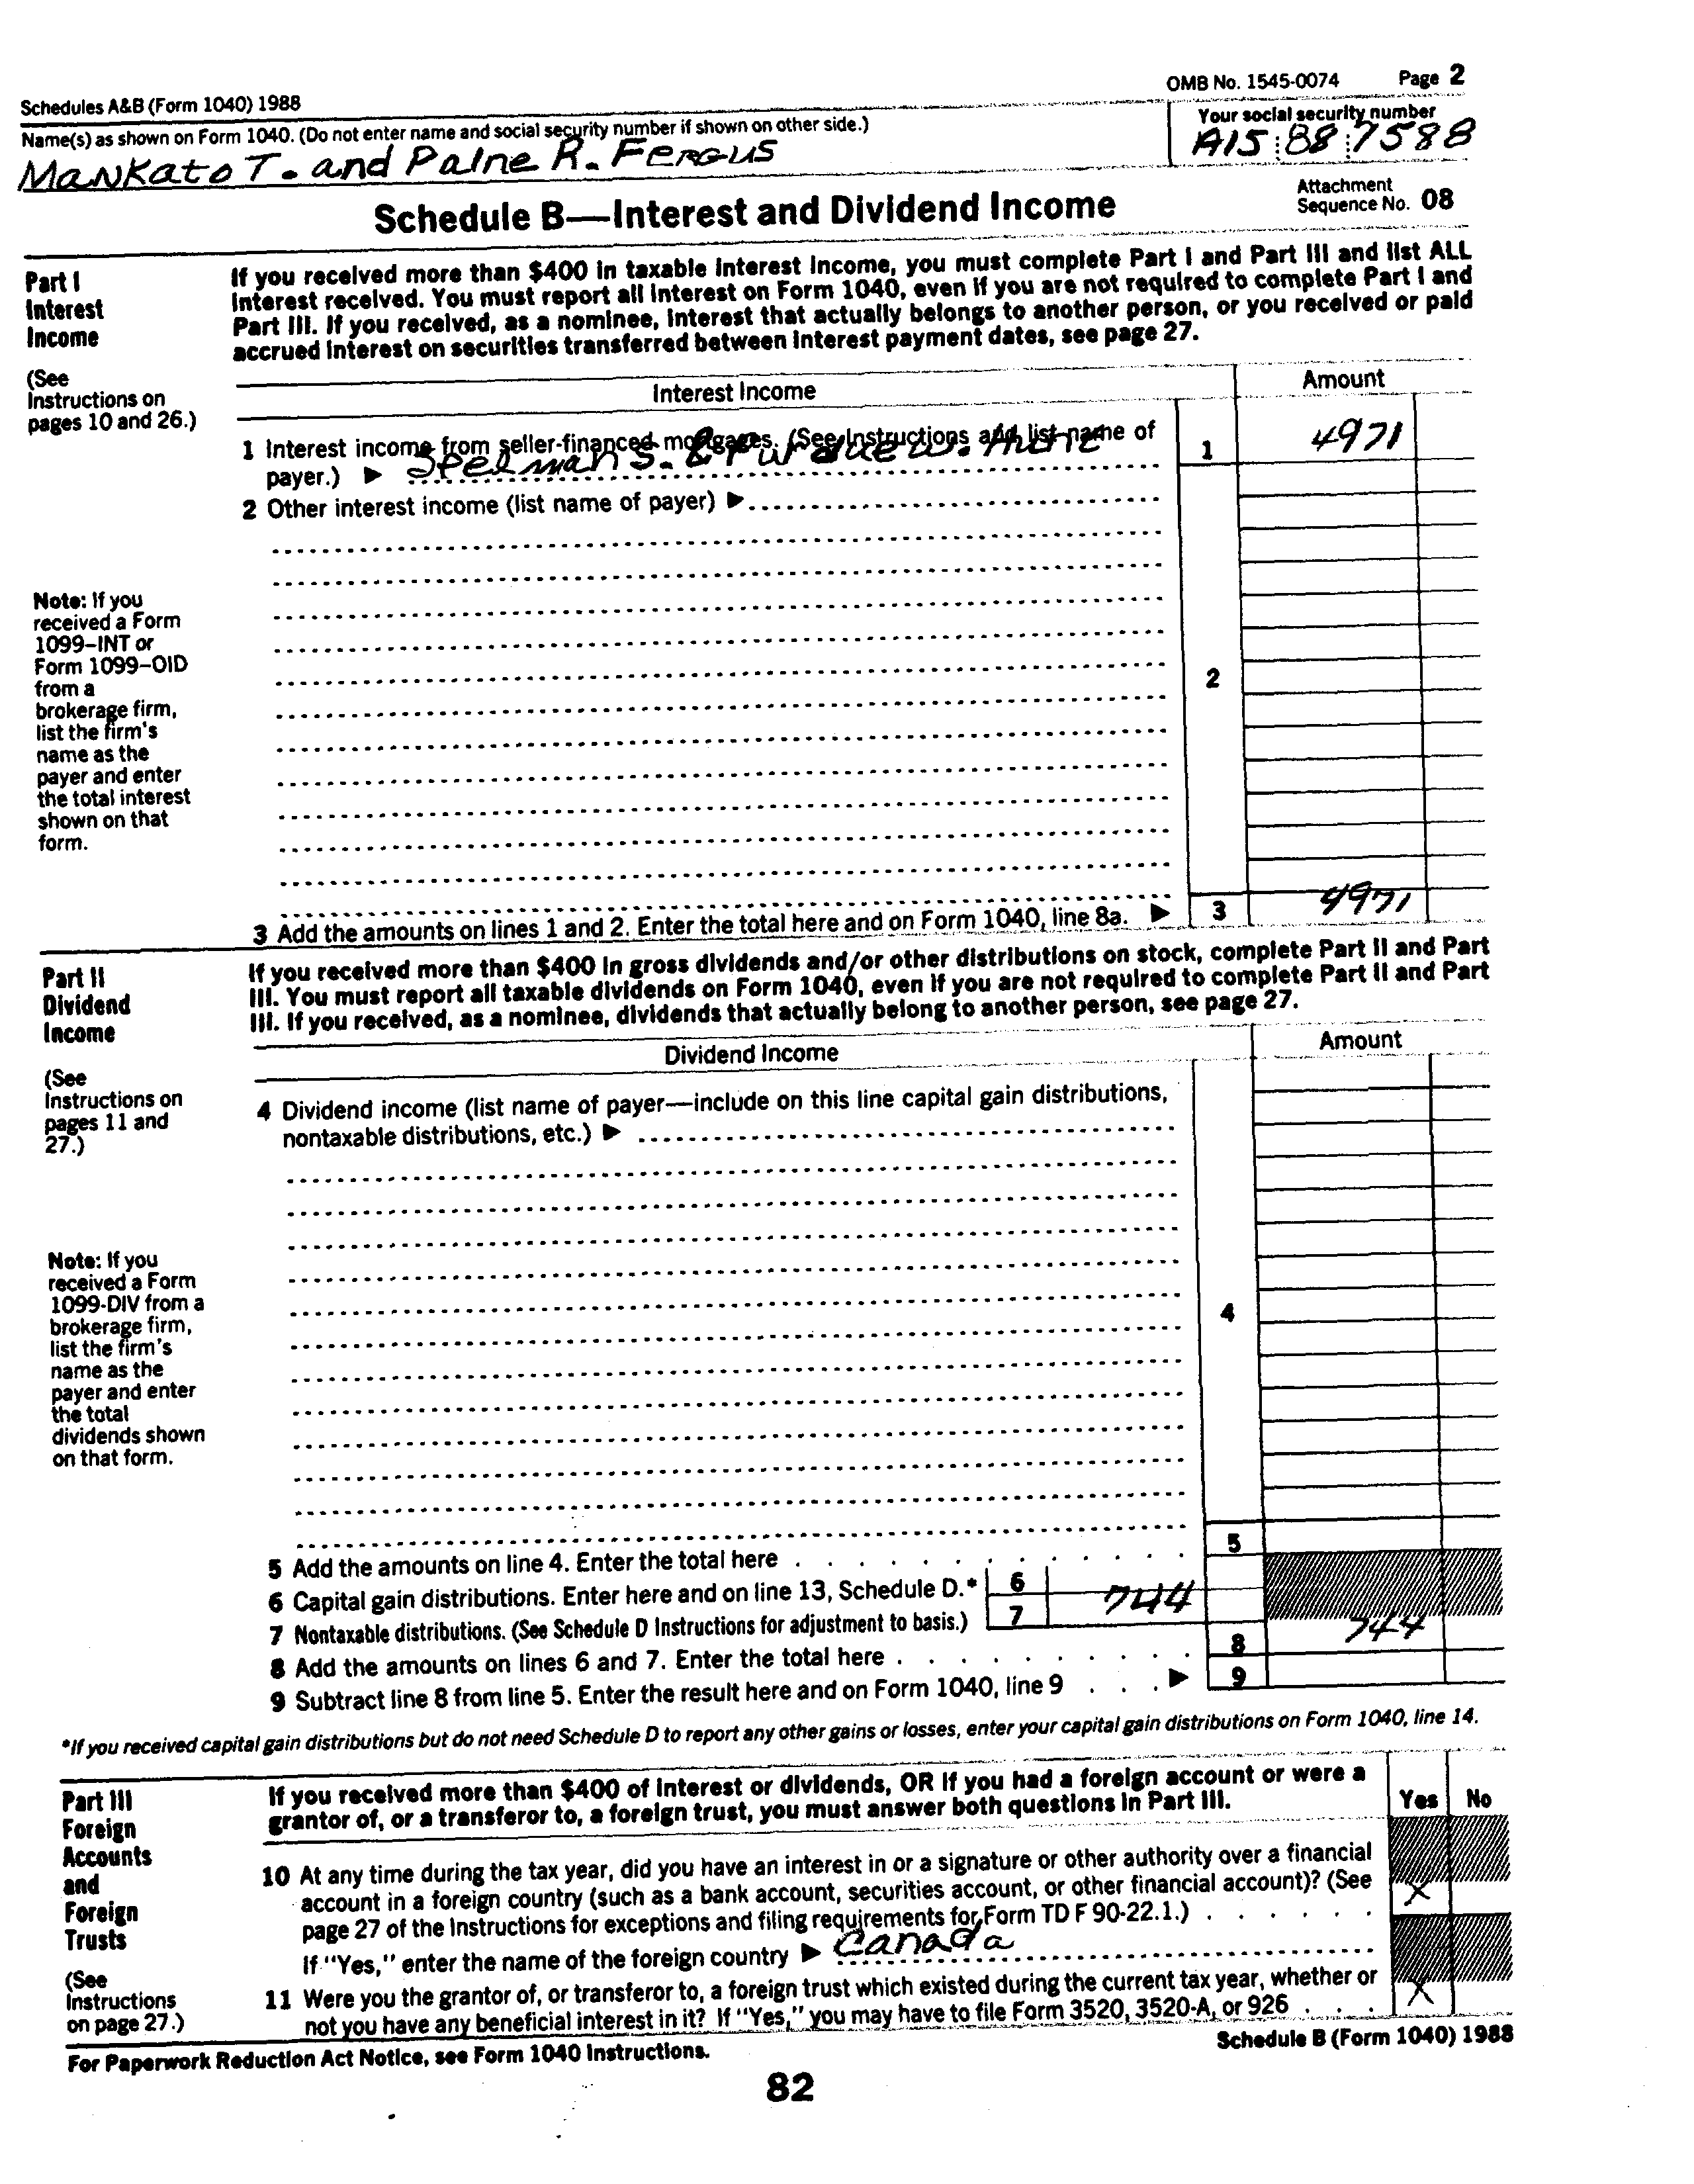 Schedules A&B (Form 1040) 1988
OMB No. 1545-0074
Page 2
Name(s) as shown on Form 1040. (Do not enter name and social security number if shown on other side.)
Your social security number
MANKATO T. and PAINE R. FERGUS
A15:88:7588
Schedule B—Interest and Dividend Income
Attachment
Sequence No. 08
Part I
Interest
Income
If you received more than $400 in taxable interest income, you must complete Part I and Part III and list ALL
interest received. You must report all interest on Form 1040, even if you are not required to complete Part I and
Part III. If you received, as a nominee, interest that actually belongs to another person, or you received or paid
accrued interest on securities transferred between interest payment dates, see page 27.
(See
Instructions on
pages 10 and 26.)
Interest Income
Amount
1 Interest income from seller-financed mortgages. (See Instructions and list name of
payer.) ▶ Spelman S. & Purdue W.
1
4971
2 Other interest income (list name of payer) ▶
Note: If you
received a Form
1099–INT or
Form 1099–OID
from a
brokerage firm,
list the firm's
name as the
payer and enter
the total interest
shown on that
form.
2
3 Add the amounts on lines 1 and 2. Enter the total here and on Form 1040, line 8a. ▶
3
4971
Part II
Dividend
Income
If you received more than $400 in gross dividends and/or other distributions on stock, complete Part II and Part
III. You must report all taxable dividends on Form 1040, even if you are not required to complete Part II and Part
III. If you received, as a nominee, dividends that actually belong to another person, see page 27.
Dividend Income
Amount
(See
Instructions on
pages 11 and
27.)
4 Dividend income (list name of payer—include on this line capital gain distributions,
nontaxable distributions, etc.) ▶
Note: If you
received a Form
1099-DIV from a
brokerage firm,
list the firm's
name as the
payer and enter
the total
dividends shown
on that form.
4
5 Add the amounts on line 4. Enter the total here
5
6 Capital gain distributions. Enter here and on line 13, Schedule D.*
6
744
7 Nontaxable distributions. (See Schedule D Instructions for adjustment to basis.)
7
8 Add the amounts on lines 6 and 7. Enter the total here
8
744
9 Subtract line 8 from line 5. Enter the result here and on Form 1040, line 9 ▶
9
*If you received capital gain distributions but do not need Schedule D to report any other gains or losses, enter your capital gain distributions on Form 1040, line 14.
Part III
Foreign
Accounts
and
Foreign
Trusts
If you received more than $400 of interest or dividends, OR if you had a foreign account or were a
grantor of, or a transferor to, a foreign trust, you must answer both questions in Part III.
Yes No
10 At any time during the tax year, did you have an interest in or a signature or other authority over a financial
account in a foreign country (such as a bank account, securities account, or other financial account)? (See
page 27 of the Instructions for exceptions and filing requirements for Form TD F 90-22.1.)
X
If "Yes," enter the name of the foreign country ▶ Canada
(See
Instructions
on page 27.)
11 Were you the grantor of, or transferor to, a foreign trust which existed during the current tax year, whether or
not you have any beneficial interest in it? If "Yes," you may have to file Form 3520, 3520-A, or 926
X
For Paperwork Reduction Act Notice, see Form 1040 Instructions.
Schedule B (Form 1040) 1988
82